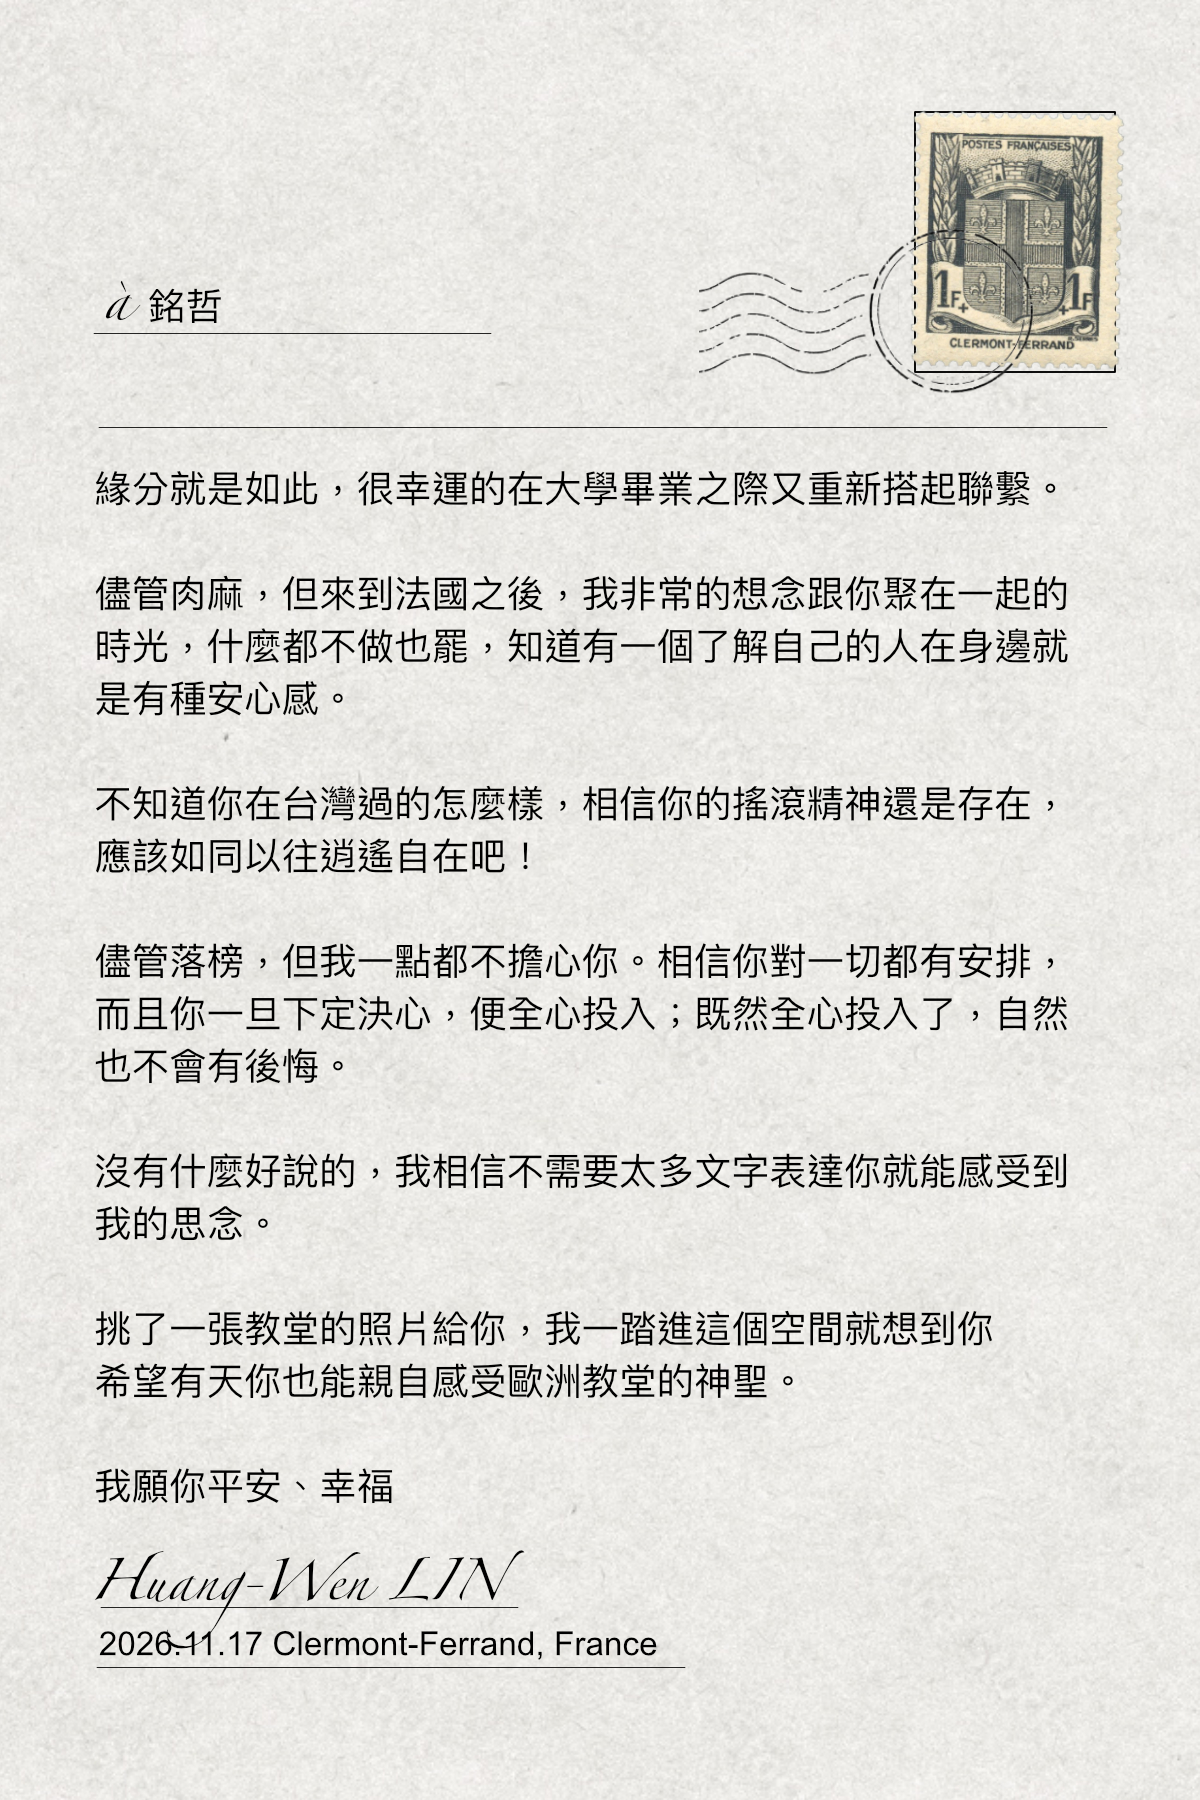 POSTES FRANÇAISES
1F+
+1F
CLERMONT-FERRAND
à 銘哲
緣分就是如此，很幸運的在大學畢業之際又重新搭起聯繫。
儘管肉麻，但來到法國之後，我非常的想念跟你聚在一起的
時光，什麼都不做也罷，知道有一個了解自己的人在身邊就
是有種安心感。
不知道你在台灣過的怎麼樣，相信你的搖滾精神還是存在，
應該如同以往逍遙自在吧！
儘管落榜，但我一點都不擔心你。相信你對一切都有安排，
而且你一旦下定決心，便全心投入；既然全心投入了，自然
也不會有後悔。
沒有什麼好說的，我相信不需要太多文字表達你就能感受到
我的思念。
挑了一張教堂的照片給你，我一踏進這個空間就想到你
希望有天你也能親自感受歐洲教堂的神聖。
我願你平安、幸福
Huang-Wen LIN
2026.11.17 Clermont-Ferrand, France